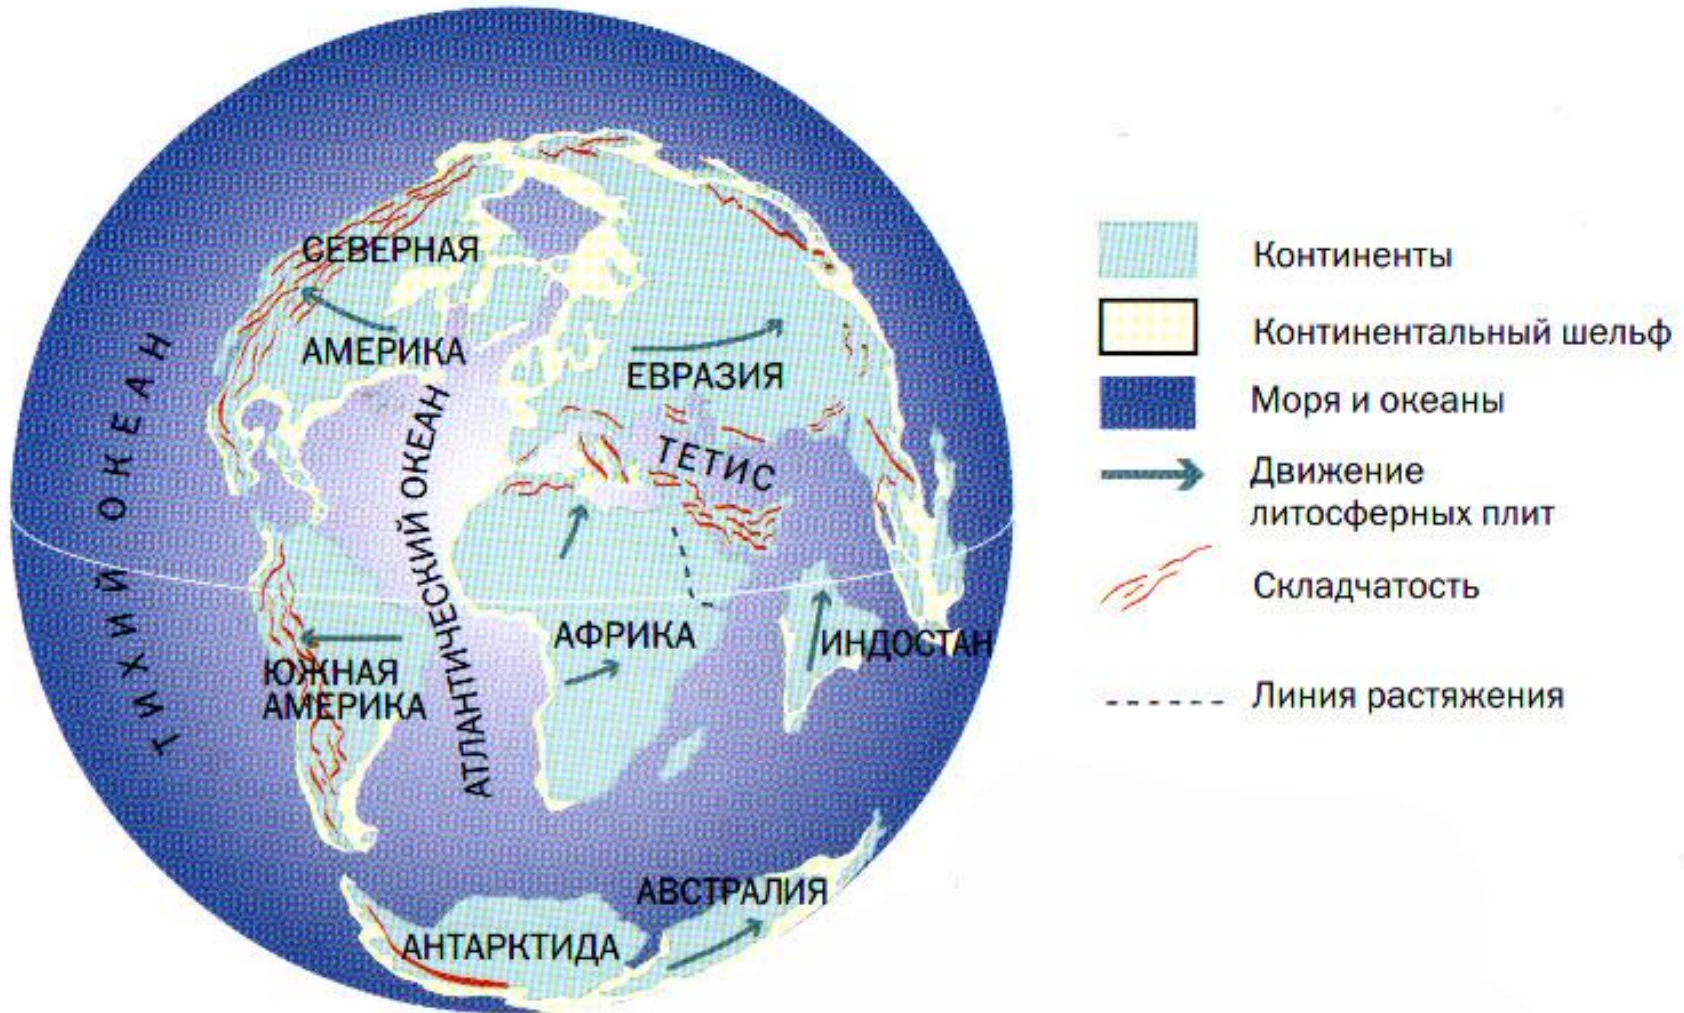 СЕВЕРНАЯ
АМЕРИКА
ЕВРАЗИЯ
ТЕТИС
ТИХИЙ ОКЕАН
АТЛАНТИЧЕСКИЙ ОКЕАН
АФРИКА
ИНДОСТАН
ЮЖНАЯ
АМЕРИКА
АВСТРАЛИЯ
АНТАРКТИДА
Континенты
Континентальный шельф
Моря и океаны
Движение
литосферных плит
Складчатость
Линия растяжения